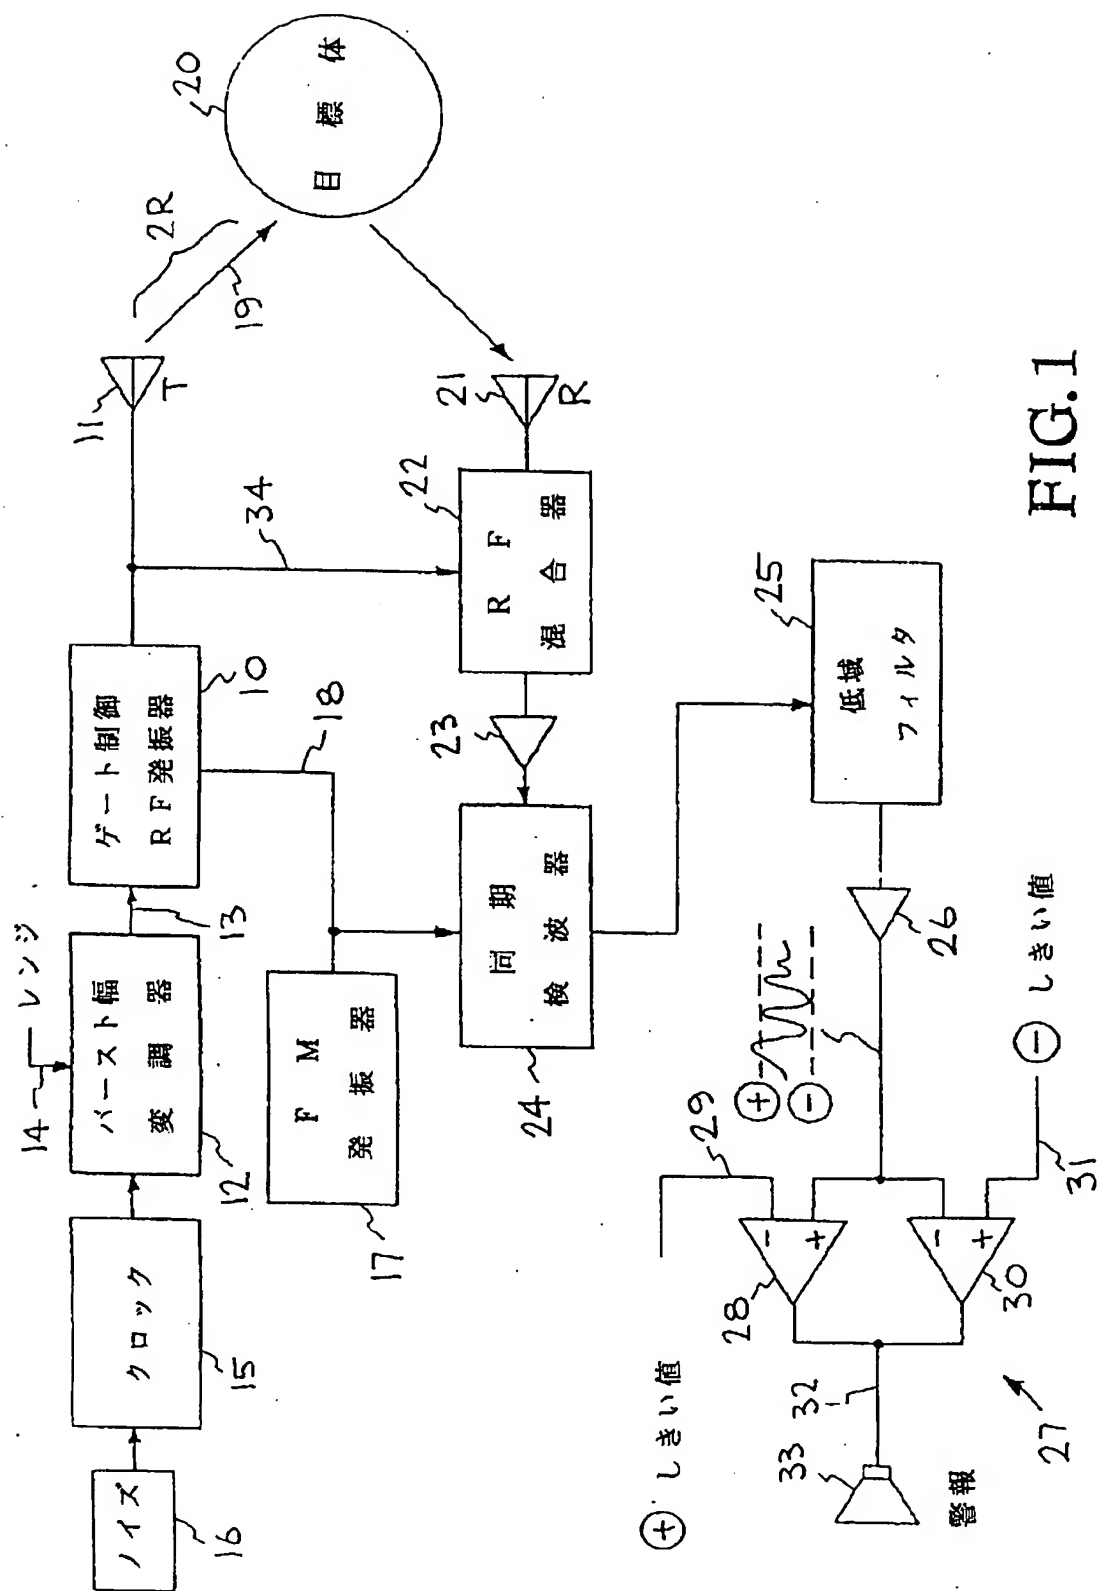 ノイズ
16
クロック
15
14
レンジ
バースト幅
変調器
12
13
ゲート制御
RF発振器
10
11
T
2R
19
20
目標体
FM
発振器
17
18
34
RF
混合器
22
21
R
23
同期
検波器
24
低域
フィルタ
25
26
+
-
29
- +
28
- +
30
31
- しきい値
+ しきい値
32
33
警報
27
FIG.1